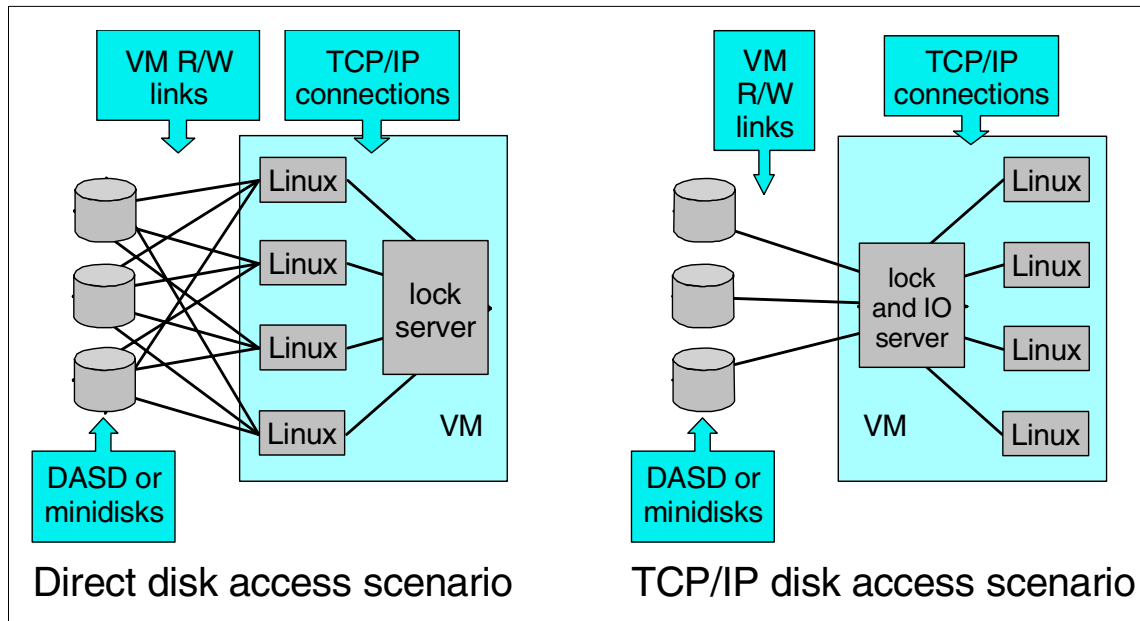 VM R/W
links
TCP/IP
connections
Linux
Linux
Linux
Linux
lock
server
VM
DASD or
minidisks
Direct disk access scenario
VM
R/W
links
TCP/IP
connections
lock
and IO
server
Linux
Linux
Linux
Linux
VM
DASD or
minidisks
TCP/IP disk access scenario